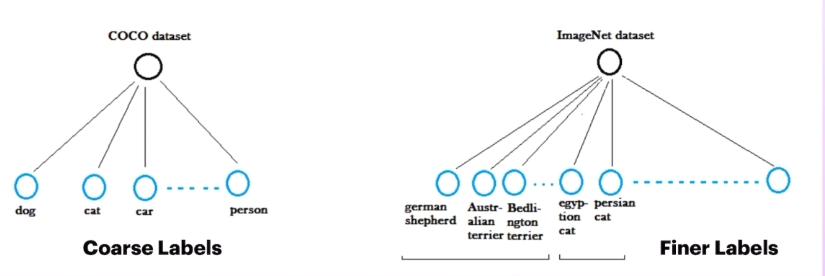 COCO dataset
dog
cat
car
person
Coarse Labels
ImageNet dataset
german
shepherd
Austr-
alian
terrier
Bedli-
ngton
terrier
egyp-
tion
cat
persian
cat
Finer Labels